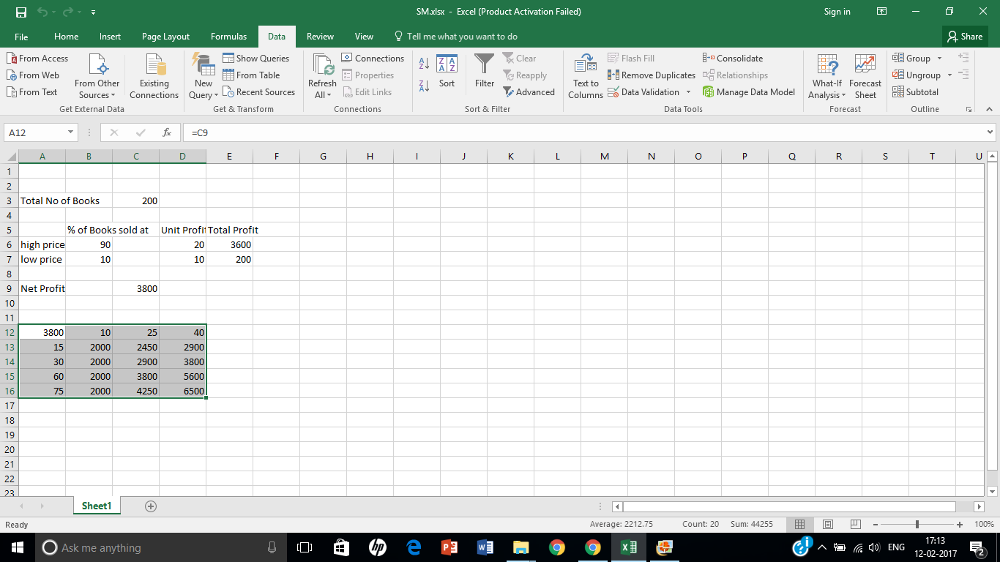 SM.xlsx - Excel (Product Activation Failed)
Sign in
File Home Insert Page Layout Formulas Data Review View Tell me what you want to do Share
From Access
From Web
From Text
From Other Sources
Existing Connections
Get External Data
New Query
Show Queries
From Table
Recent Sources
Get & Transform
Refresh All
Connections
Properties
Edit Links
Connections
Sort
Filter
Clear
Reapply
Advanced
Sort & Filter
Text to Columns
Flash Fill
Remove Duplicates
Data Validation
Consolidate
Relationships
Manage Data Model
Data Tools
What-If Analysis
Forecast Sheet
Forecast
Group
Ungroup
Subtotal
Outline
A12 fx =C9
A B C D E F G H I J K L M N O P Q R S T U
1
2
3 Total No of Books 200
4
5 % of Books sold at Unit Profit Total Profit
6 high price 90 20 3600
7 low price 10 10 200
8
9 Net Profit 3800
10
11
12 3800 10 25 40
13 15 2000 2450 2900
14 30 2000 2900 3800
15 60 2000 3800 5600
16 75 2000 4250 6500
17
18
19
20
21
22
23
Sheet1
Ready Average: 2212.75 Count: 20 Sum: 44255 100%
Ask me anything
ENG
17:13
12-02-2017
2